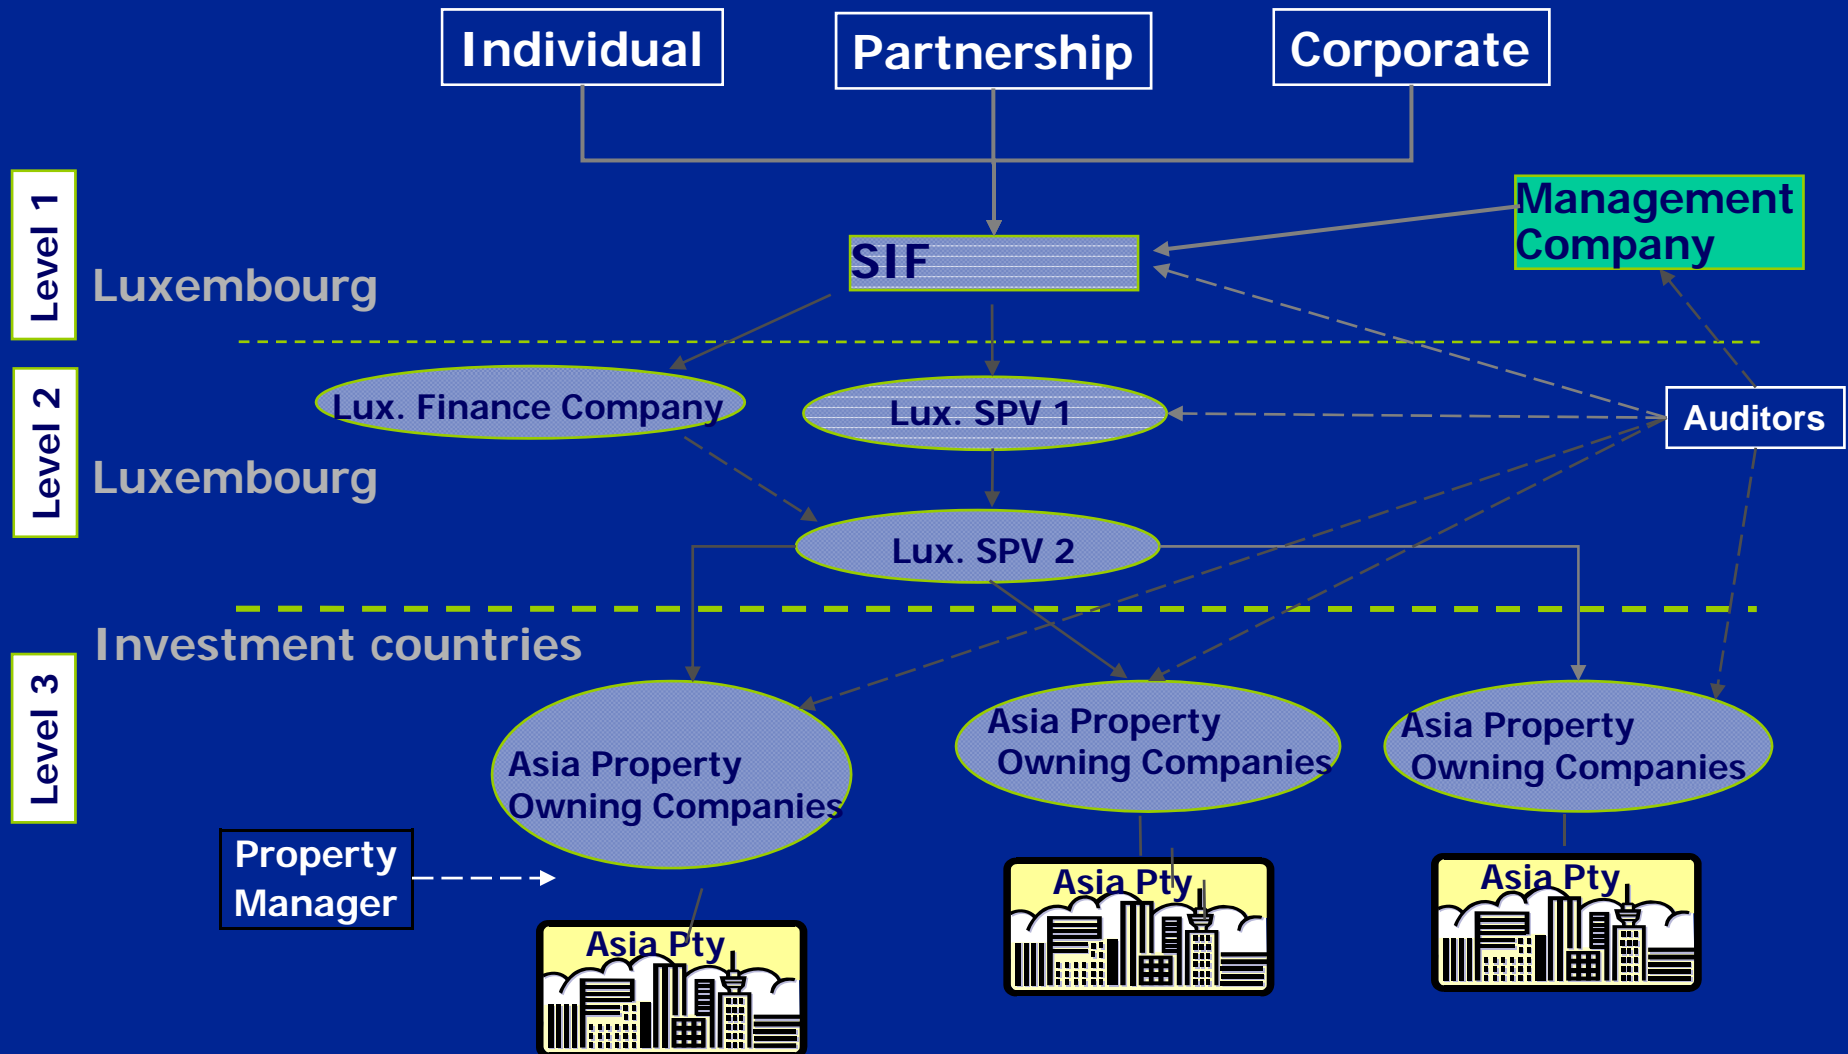 Individual
Partnership
Corporate
Level 1
Luxembourg
SIF
Management
Company
Level 2
Lux. Finance Company
Lux. SPV 1
Auditors
Luxembourg
Lux. SPV 2
Investment countries
Level 3
Asia Property
Owning Companies
Asia Property
Owning Companies
Asia Property
Owning Companies
Property
Manager
Asia Pty
Asia Pty
Asia Pty